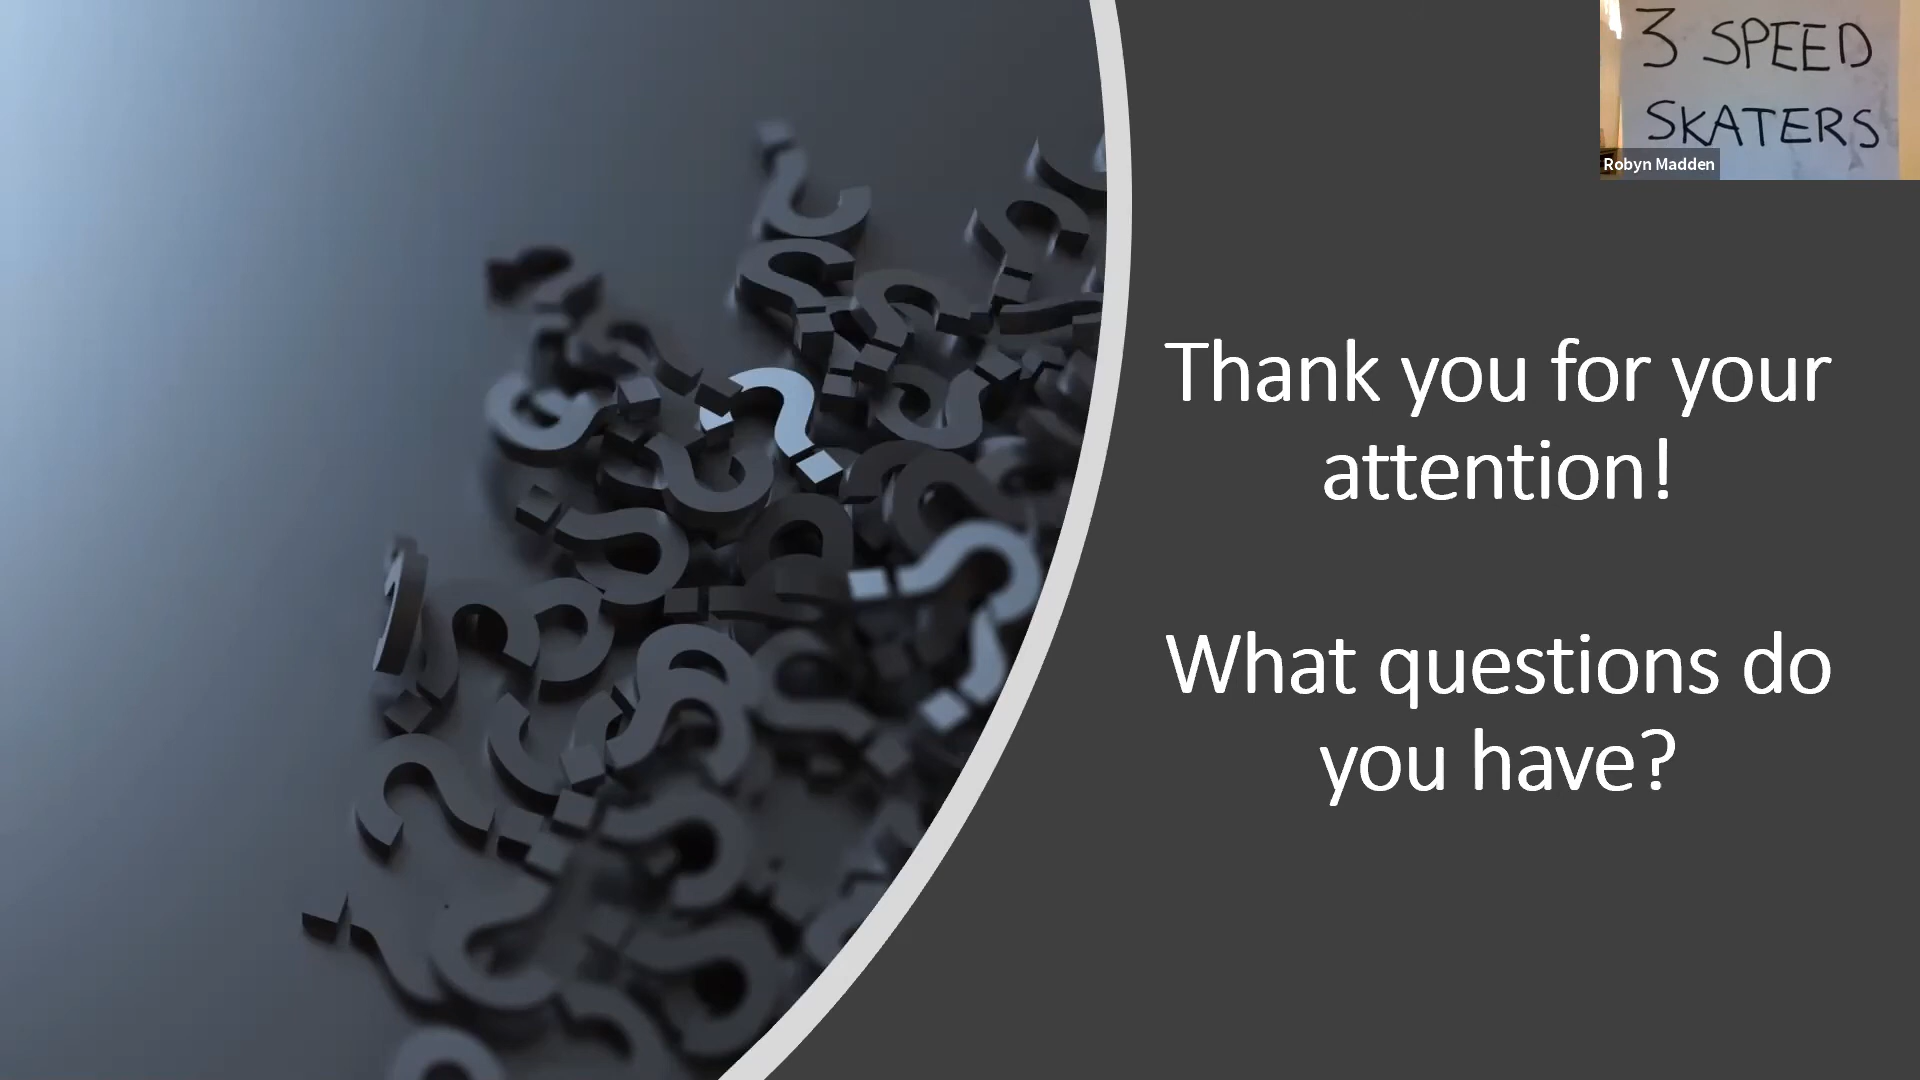 3 SPEED
SKATERS
Robyn Madden
Thank you for your
attention!
What questions do
you have?